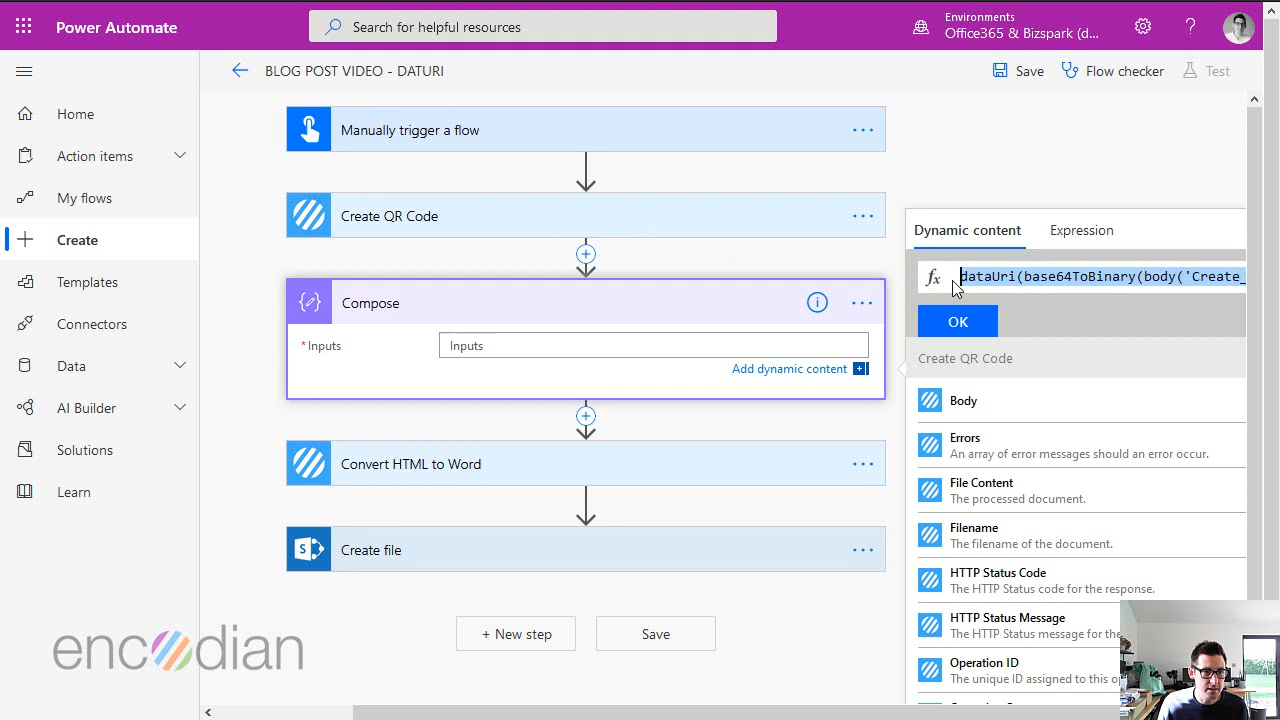 Power Automate
Search for helpful resources
Environments
Office365 & Bizspark (d...
?
BLOG POST VIDEO - DATURI
Save
Flow checker
Test
Home
Action items
My flows
Create
Templates
Connectors
Data
AI Builder
Solutions
Learn
Manually trigger a flow
Create QR Code
Compose
* Inputs
Inputs
Add dynamic content
Convert HTML to Word
S
Create file
+ New step
Save
Dynamic content
Expression
fx
dataUri(base64ToBinary(body('Create_
OK
Create QR Code
Body
Errors
An array of error messages should an error occur.
File Content
The processed document.
Filename
The filename of the document.
HTTP Status Code
The HTTP Status code for the response.
HTTP Status Message
The HTTP Status message for the
Operation ID
The unique ID assigned to this op
encodian